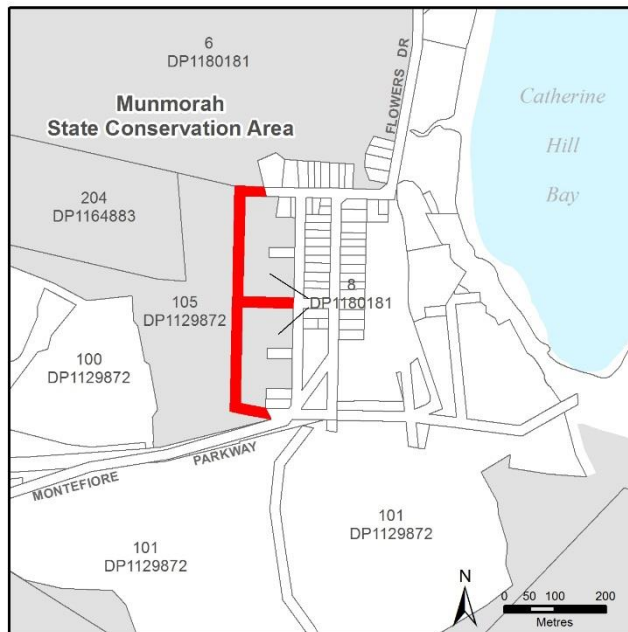 6
DP1180181
Munmorah
State Conservation Area
FLOWERS DR
Catherine
Hill
Bay
204
DP1164883
105
DP1129872
8
DP1180181
100
DP1129872
MONTEFIORE PARKWAY
101
DP1129872
101
DP1129872
N
0 50 100 200
Metres